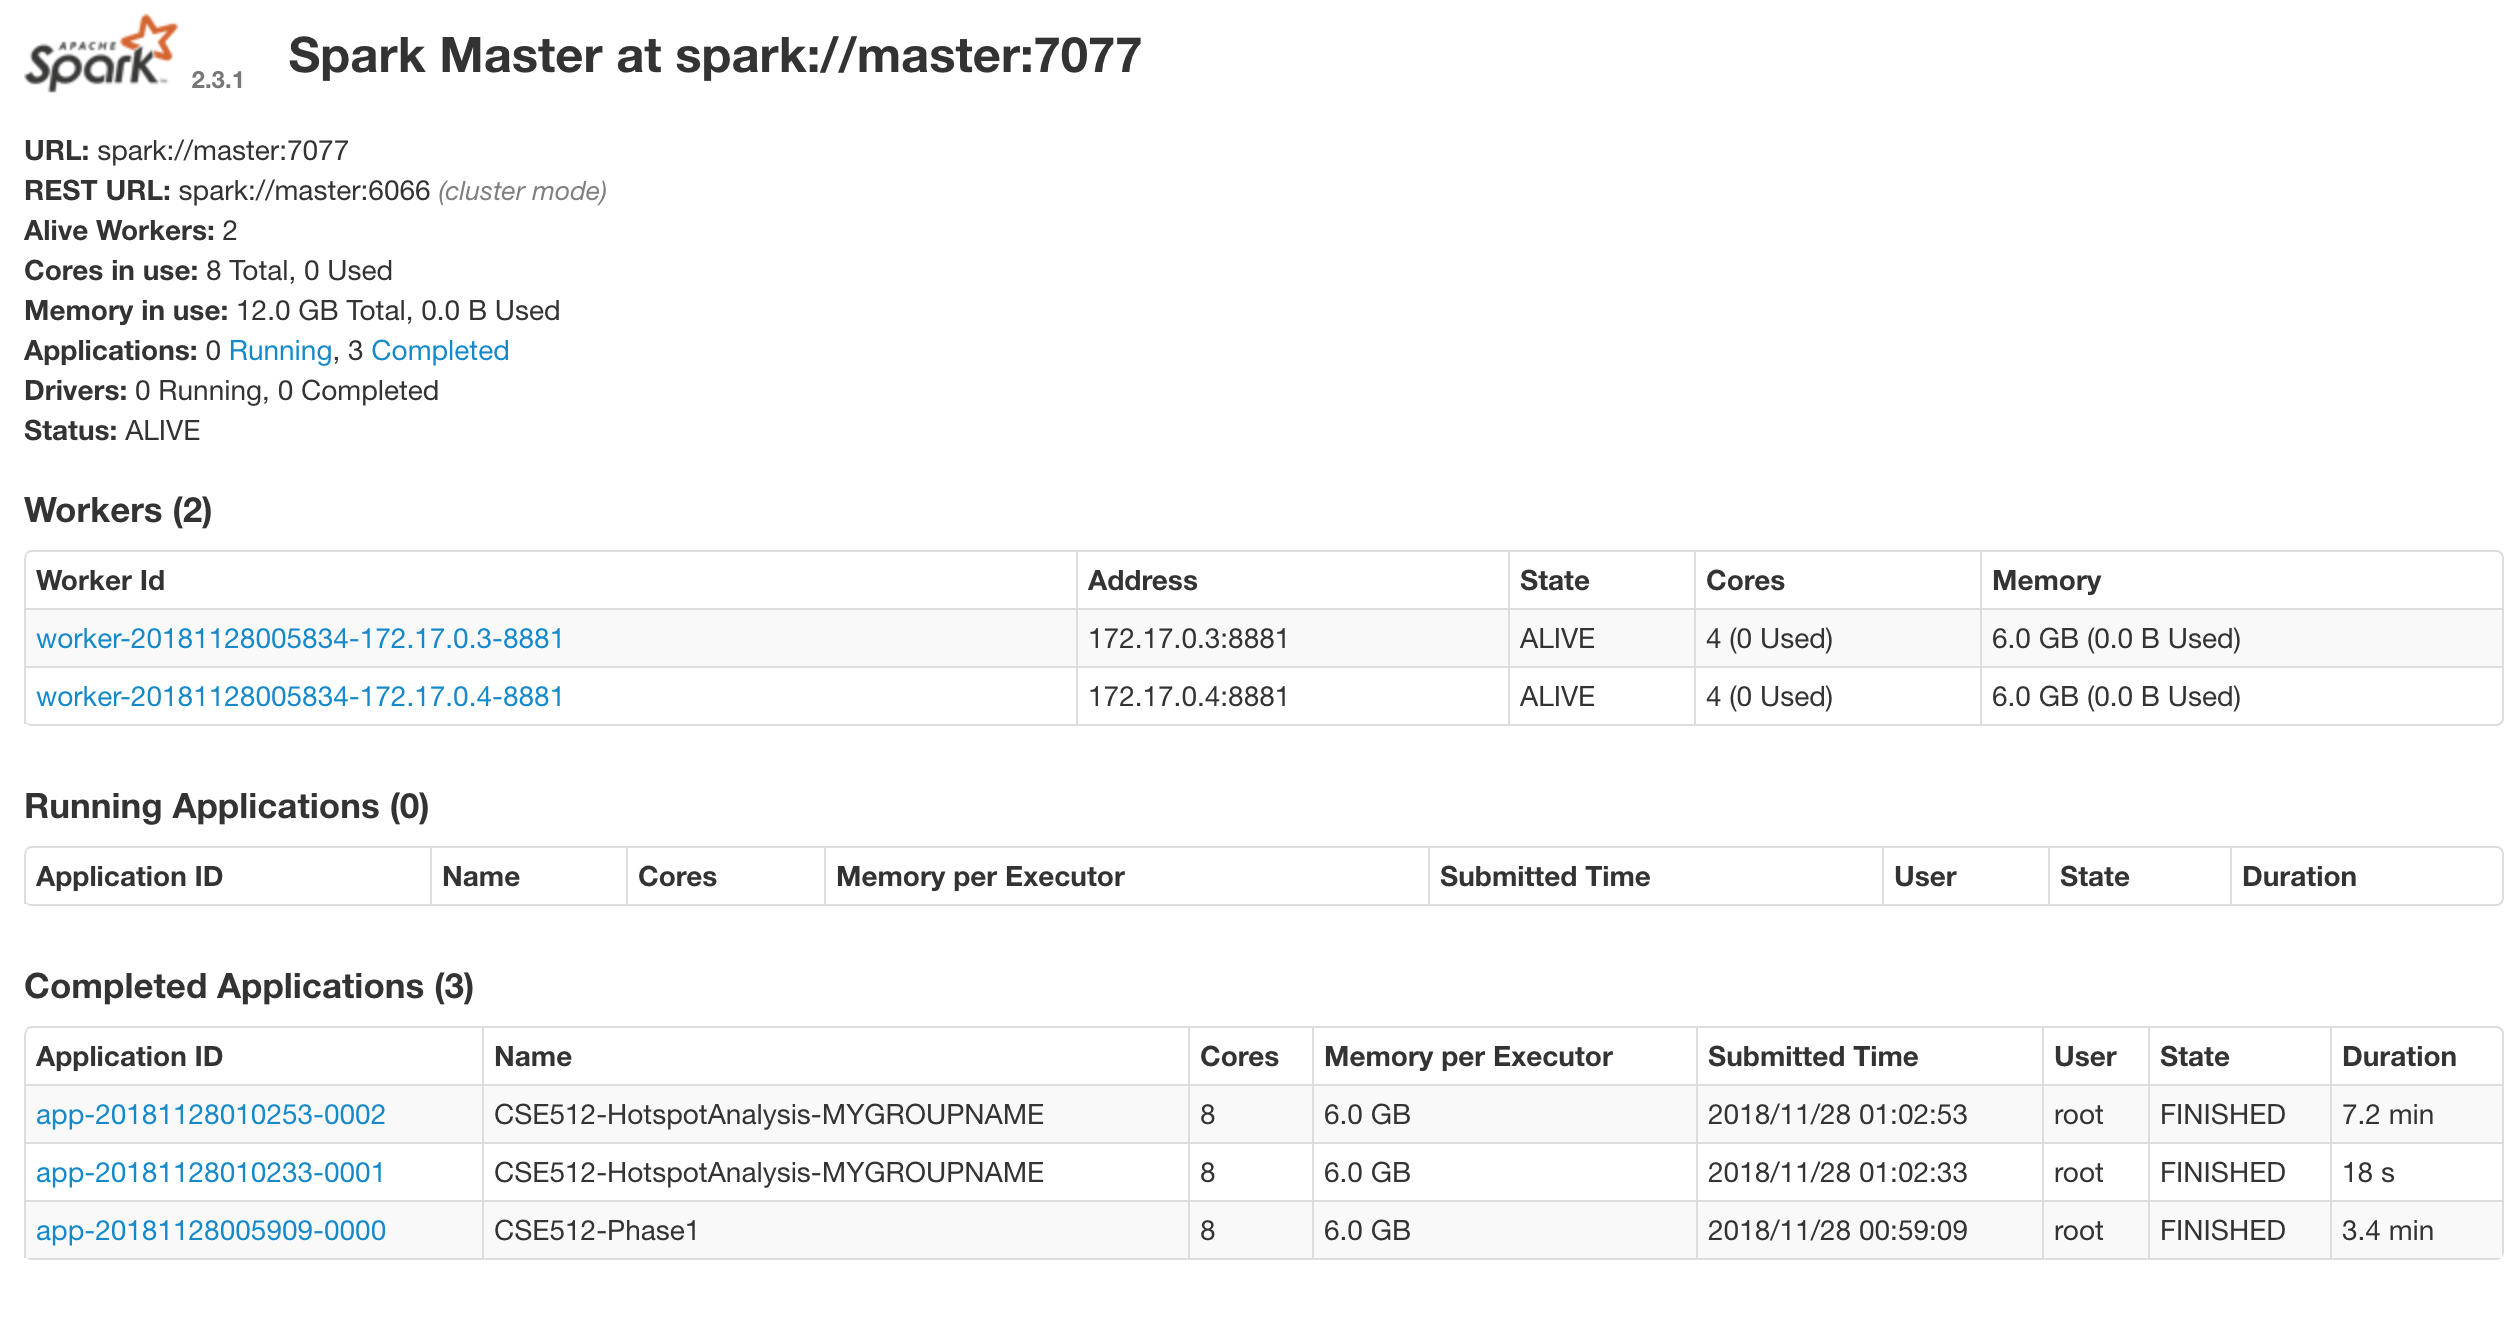 APACHE
Spark 2.3.1 Spark Master at spark://master:7077
URL: spark://master:7077
REST URL: spark://master:6066 (cluster mode)
Alive Workers: 2
Cores in use: 8 Total, 0 Used
Memory in use: 12.0 GB Total, 0.0 B Used
Applications: 0 Running, 3 Completed
Drivers: 0 Running, 0 Completed
Status: ALIVE
Workers (2)
Worker Id Address State Cores Memory
worker-20181128005834-172.17.0.3-8881 172.17.0.3:8881 ALIVE 4 (0 Used) 6.0 GB (0.0 B Used)
worker-20181128005834-172.17.0.4-8881 172.17.0.4:8881 ALIVE 4 (0 Used) 6.0 GB (0.0 B Used)
Running Applications (0)
Application ID Name Cores Memory per Executor Submitted Time User State Duration
Completed Applications (3)
Application ID Name Cores Memory per Executor Submitted Time User State Duration
app-20181128010253-0002 CSE512-HotspotAnalysis-MYGROUPNAME 8 6.0 GB 2018/11/28 01:02:53 root FINISHED 7.2 min
app-20181128010233-0001 CSE512-HotspotAnalysis-MYGROUPNAME 8 6.0 GB 2018/11/28 01:02:33 root FINISHED 18 s
app-20181128005909-0000 CSE512-Phase1 8 6.0 GB 2018/11/28 00:59:09 root FINISHED 3.4 min